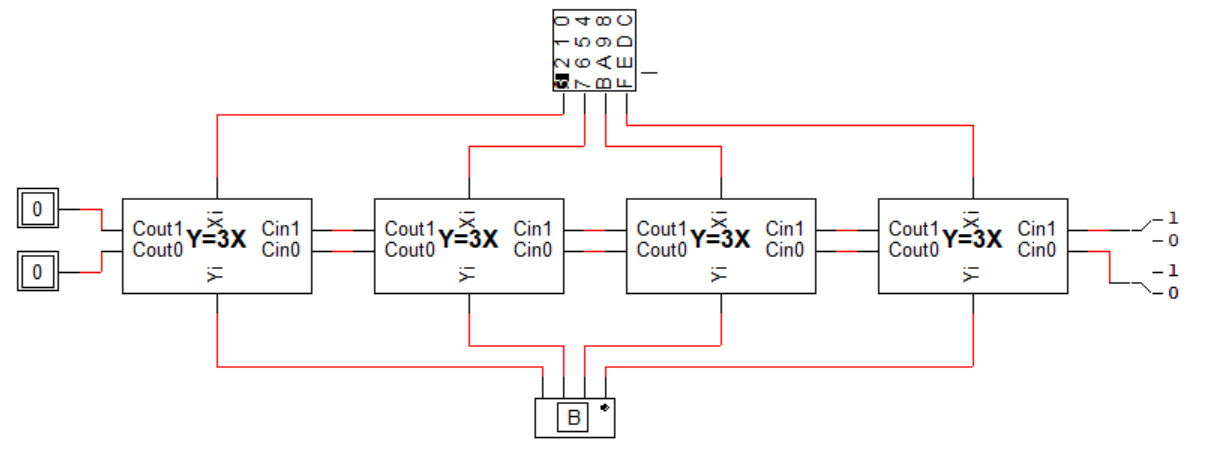 0 4 8 C
1 5 9 D
2 6 A E
3 7 B F
0
0
Cout1 Xi Cin1
Cout0 Y=3X Cin0
Yi
Cout1 Xi Cin1
Cout0 Y=3X Cin0
Yi
Cout1 Xi Cin1
Cout0 Y=3X Cin0
Yi
Cout1 Xi Cin1
Cout0 Y=3X Cin0
Yi
1
0
1
0
B